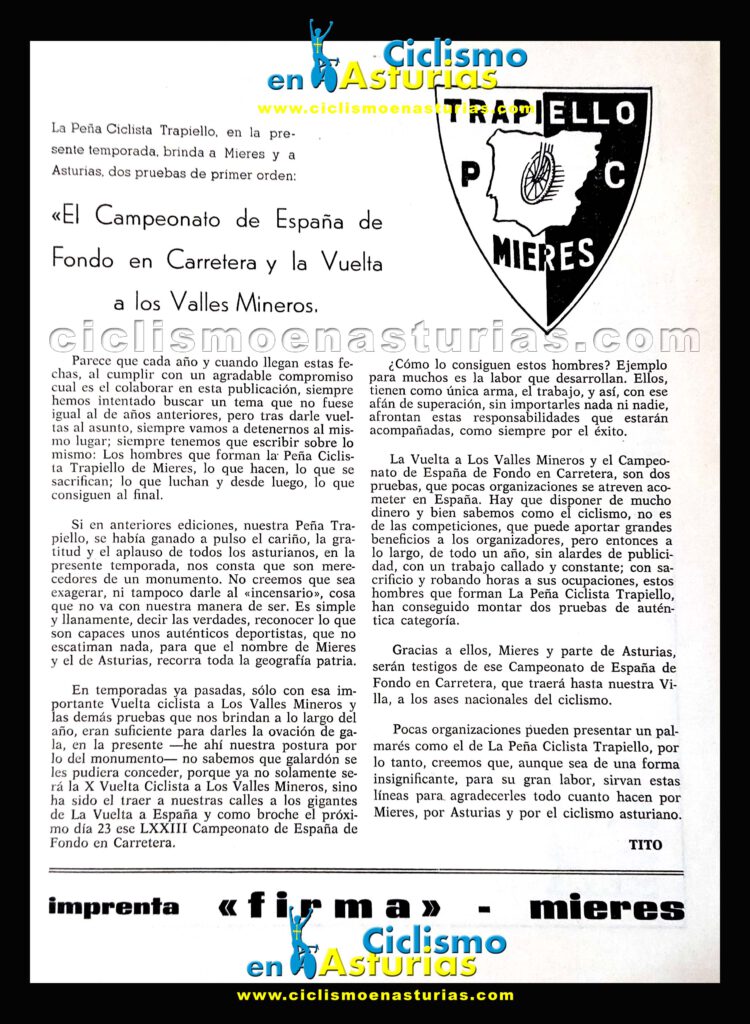 en Ciclismo
Asturias
www.ciclismoenasturias.com
La Peña Ciclista Trapiello, en la pre-
sente temporada, brinda a Mieres y a
Asturias, dos pruebas de primer orden:
«El Campeonato de España de
Fondo en Carretera y la Vuelta
a los Valles Mineros.
TRAPIELLO
P C
MIERES
ciclismoenasturias.com
Parece que cada año y cuando llegan estas fe-
chas, al cumplir con un agradable compromiso
cual es el colaborar en esta publicación, siempre
hemos intentado buscar un tema que no fuese
igual al de años anteriores, pero tras darle vuel-
tas al asunto, siempre vamos a detenernos al mis-
mo lugar; siempre tenemos que escribir sobre lo
mismo: Los hombres que forman la Peña Ciclis-
ta Trapiello de Mieres, lo que hacen, lo que se
sacrifican; lo que luchan y desde luego, lo que
consiguen al final.
Si en anteriores ediciones, nuestra Peña Tra-
piello, se había ganado a pulso el cariño, la gra-
titud y el aplauso de todos los asturianos, en la
presente temporada, nos consta que son mere-
cedores de un monumento. No creemos que sea
exagerar, ni tampoco darle al «incensario», cosa
que no va con nuestra manera de ser. Es simple
y llanamente, decir las verdades, reconocer lo que
son capaces unos auténticos deportistas, que no
escatiman nada, para que el nombre de Mieres
y el de Asturias, recorra toda la geografía patria.
En temporadas ya pasadas, sólo con esa im-
portante Vuelta ciclista a Los Valles Mineros y
las demás pruebas que nos brindan a lo largo del
año, eran suficiente para darles la ovación de ga-
la, en la presente —he ahí nuestra postura por
lo del monumento— no sabemos que galardón se
les pudiera conceder, porque ya no solamente se-
rá la X Vuelta Ciclista a Los Valles Mineros, sino
ha sido el traer a nuestras calles a los gigantes
de La Vuelta a España y como broche el próxi-
mo día 23 ese LXXIII Campeonato de España de
Fondo en Carretera.
¿Cómo lo consiguen estos hombres? Ejemplo
para muchos es la labor que desarrollan. Ellos,
tienen como única arma, el trabajo, y así, con ese
afán de superación, sin importarles nada ni nadie,
afrontan estas responsabilidades que estarán
acompañadas, como siempre por el éxito.
La Vuelta a Los Valles Mineros y el Campeo-
nato de España de Fondo en Carretera, son dos
pruebas, que pocas organizaciones se atreven aco-
meter en España. Hay que disponer de mucho
dinero y bien sabemos como el ciclismo, no es
de las competiciones, que puede aportar grandes
beneficios a los organizadores, pero entonces a
lo largo, de todo un año, sin alardes de publici-
dad, con un trabajo callado y constante; con sa-
crificio y robando horas a sus ocupaciones, estos
hombres que forman La Peña Ciclista Trapiello,
han conseguido montar dos pruebas de autén-
tica categoría.
Gracias a ellos, Mieres y parte de Asturias,
serán testigos de ese Campeonato de España de
Fondo en Carretera, que traerá hasta nuestra Vi-
lla, a los ases nacionales del ciclismo.
Pocas organizaciones pueden presentar un pal-
marés como el de La Peña Ciclista Trapiello, por
lo tanto, creemos que, aunque sea de una forma
insignificante, para su gran labor, sirvan estas
líneas para agradecerles todo cuanto hacen por
Mieres, por Asturias y por el ciclismo asturiano.
TITO
imprenta «firma» - mieres
en Ciclismo
Asturias
www.ciclismoenasturias.com